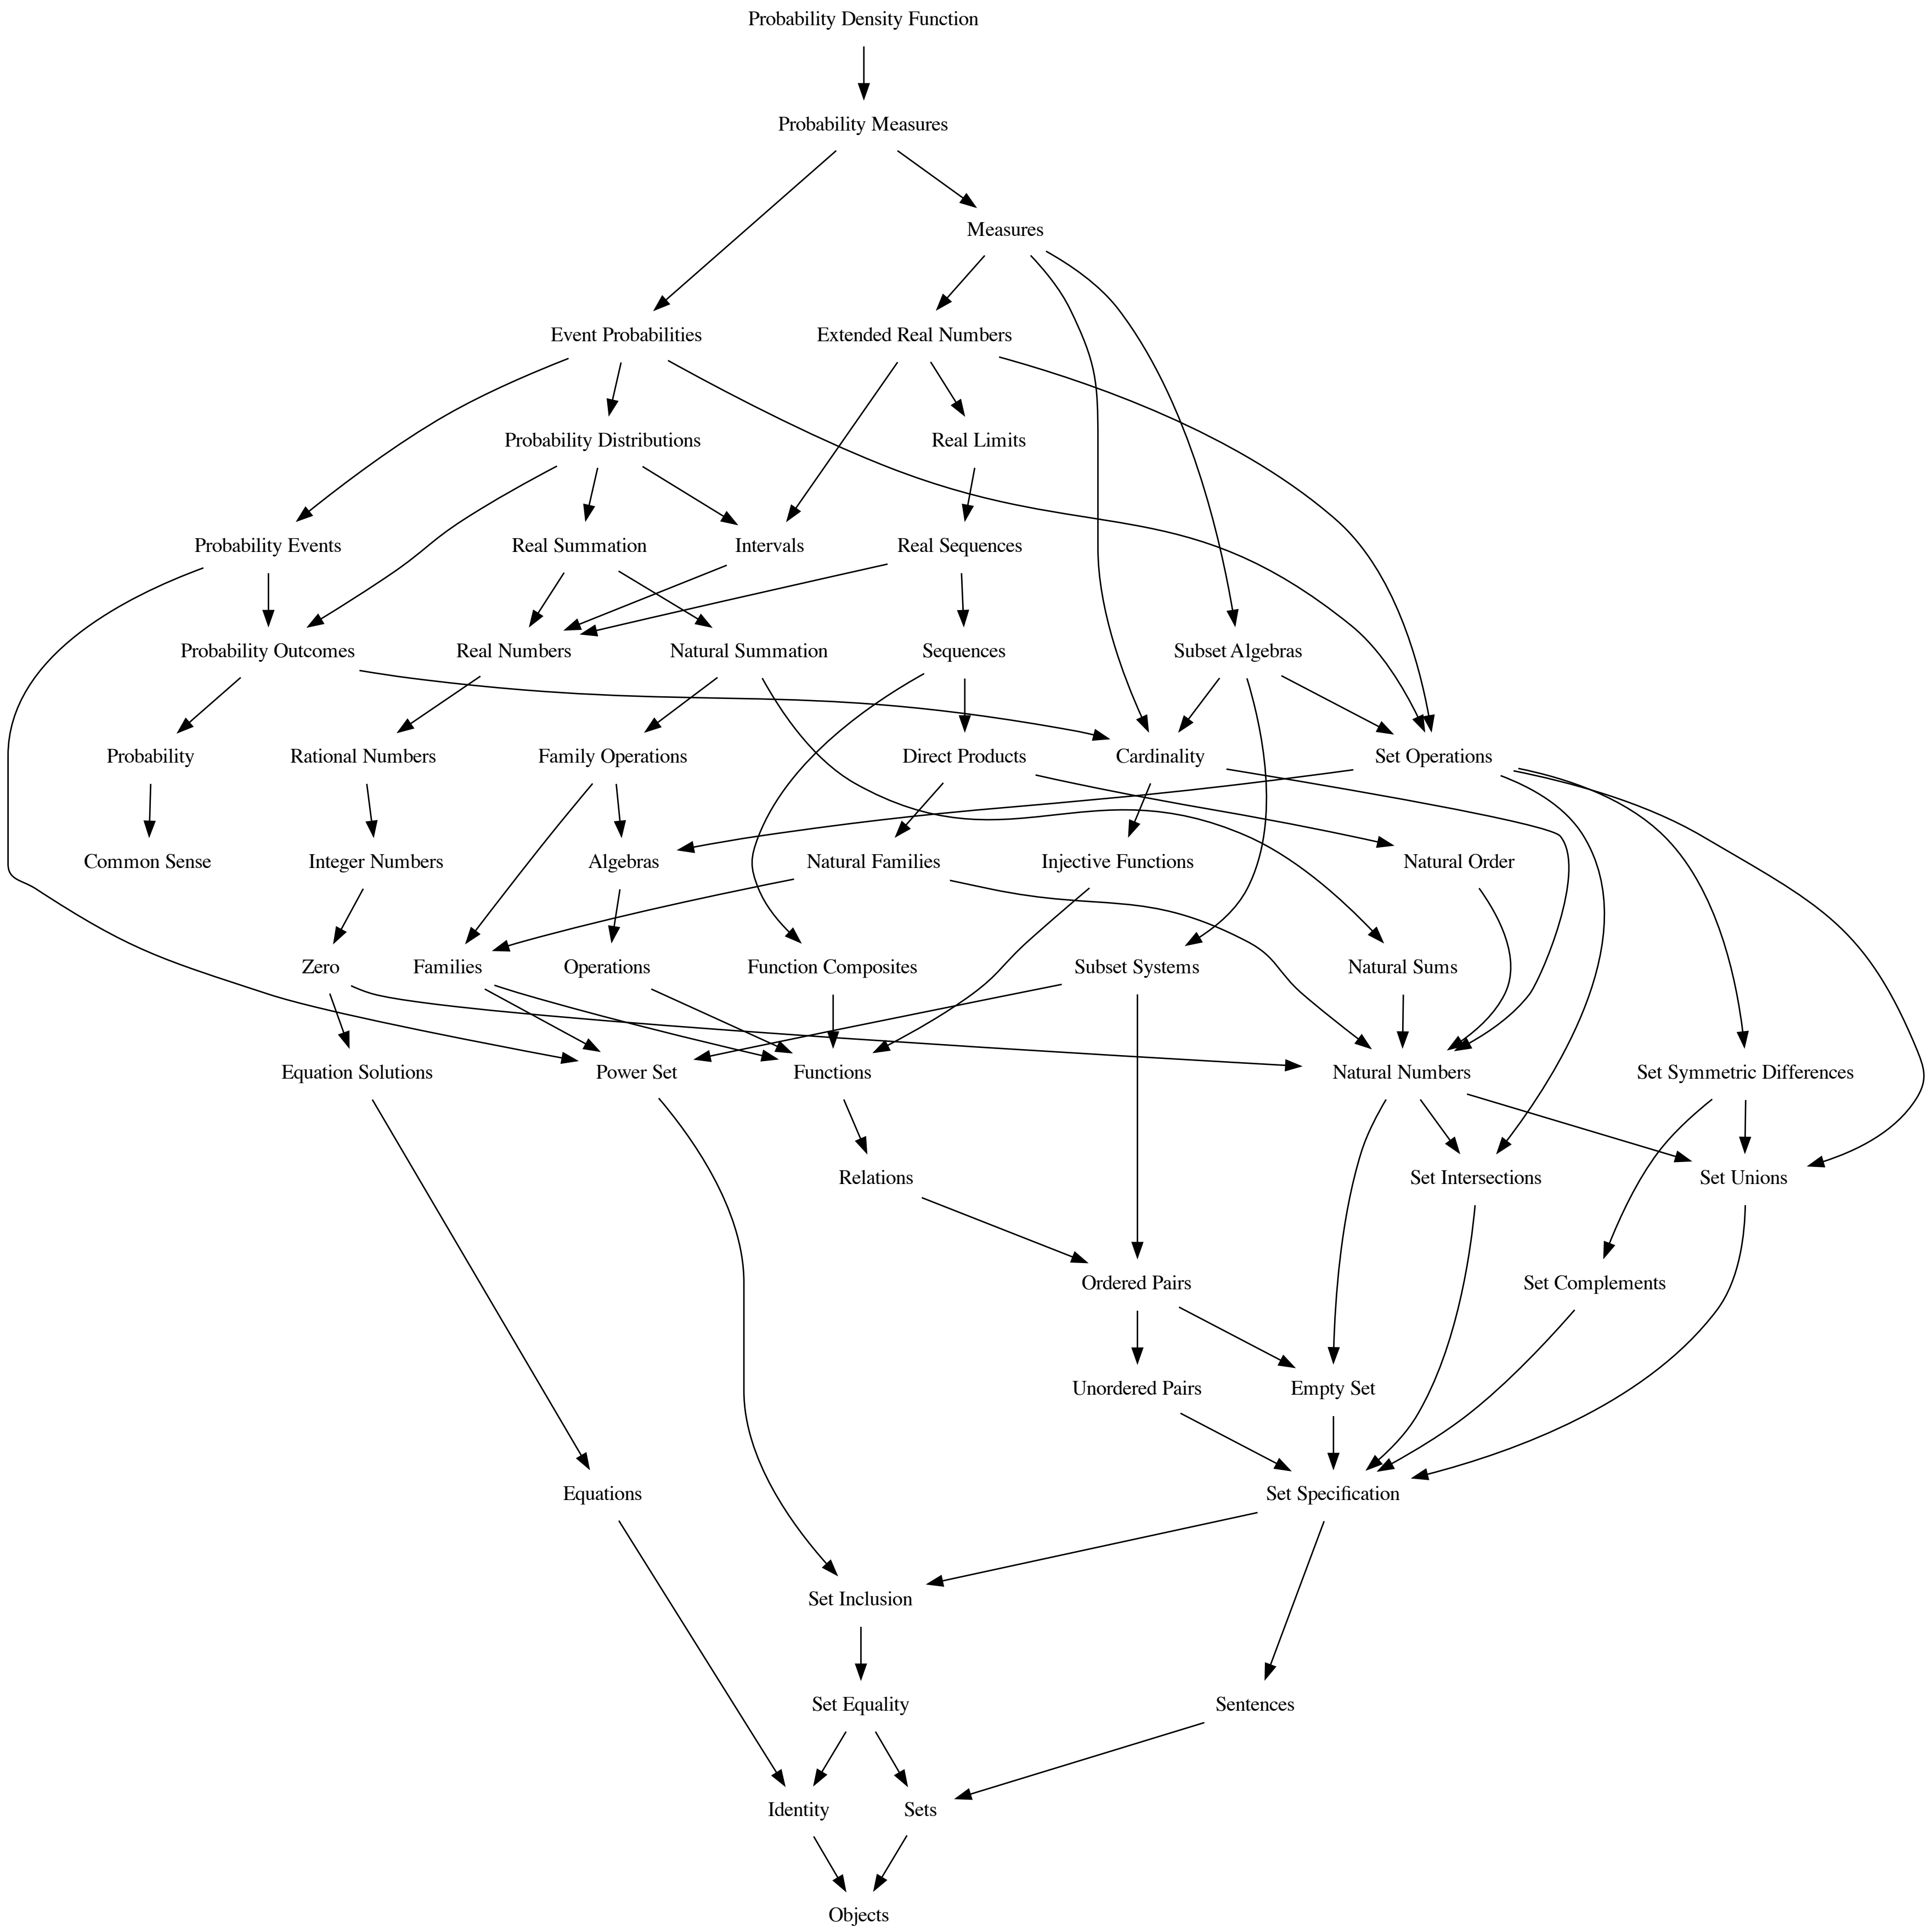 Probability Density Function
Probability Measures
Measures
Event Probabilities
Extended Real Numbers
Probability Distributions
Real Limits
Probability Events
Real Summation
Intervals
Real Sequences
Probability Outcomes
Real Numbers
Natural Summation
Sequences
Subset Algebras
Probability
Rational Numbers
Family Operations
Direct Products
Cardinality
Set Operations
Common Sense
Integer Numbers
Algebras
Natural Families
Injective Functions
Natural Order
Zero
Families
Operations
Function Composites
Subset Systems
Natural Sums
Equation Solutions
Power Set
Functions
Natural Numbers
Set Symmetric Differences
Relations
Set Intersections
Set Unions
Ordered Pairs
Set Complements
Unordered Pairs
Empty Set
Equations
Set Specification
Set Inclusion
Set Equality
Sentences
Identity
Sets
Objects